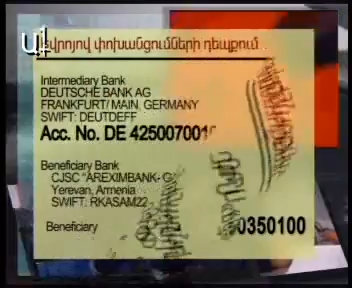 Եվրոյով փոխանցումների դեպքում
Intermediary Bank
DEUTSCHE BANK AG
FRANKFURT/ MAIN, GERMANY
SWIFT: DEUTDEFF
Acc. No. DE 425007001
Beneficiary Bank
CJSC "AREXIMBANK- G
Yerevan, Armenia
SWIFT: RKASAM22
Beneficiary
0350100